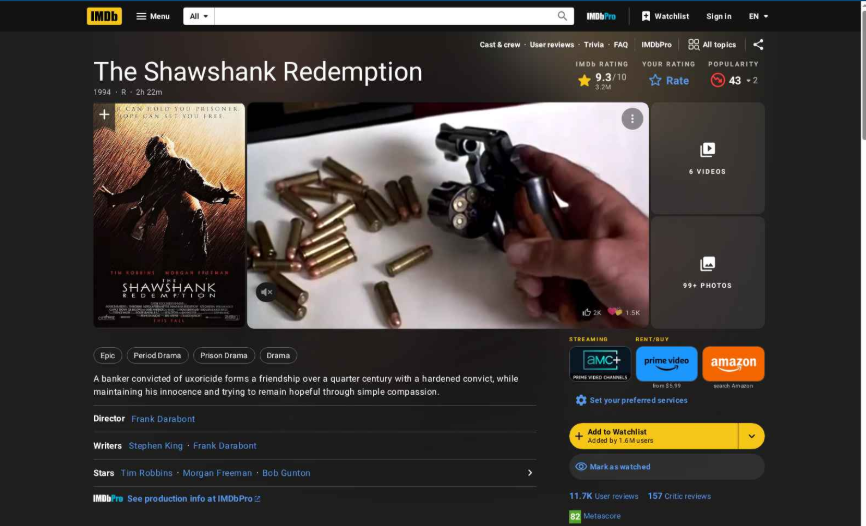 IMDb Menu All IMDbPro Watchlist Sign in EN
Cast & crew · User reviews · Trivia · FAQ IMDbPro All topics
The Shawshank Redemption
1994 · R · 2h 22m
IMDb RATING YOUR RATING POPULARITY
9.3/10 Rate 43 2
3.2M
CAN HOLD YOU PRISONER.
HOPE CAN SET YOU FREE.
TIM ROBBINS MORGAN FREEMAN
THE
SHAWSHANK
REDEMPTION
THIS FALL
2K 1.5K
6 VIDEOS
99+ PHOTOS
Epic Period Drama Prison Drama Drama
A banker convicted of uxoricide forms a friendship over a quarter century with a hardened convict, while
maintaining his innocence and trying to remain hopeful through simple compassion.
Director Frank Darabont
Writers Stephen King · Frank Darabont
Stars Tim Robbins · Morgan Freeman · Bob Gunton
IMDbPro See production info at IMDbPro
STREAMING RENT/BUY
amc+ prime video amazon
PRIME VIDEO CHANNELS
from $5.99 search Amazon
Set your preferred services
Add to Watchlist
Added by 1.6M users
Mark as watched
11.7K User reviews 157 Critic reviews
82 Metascore